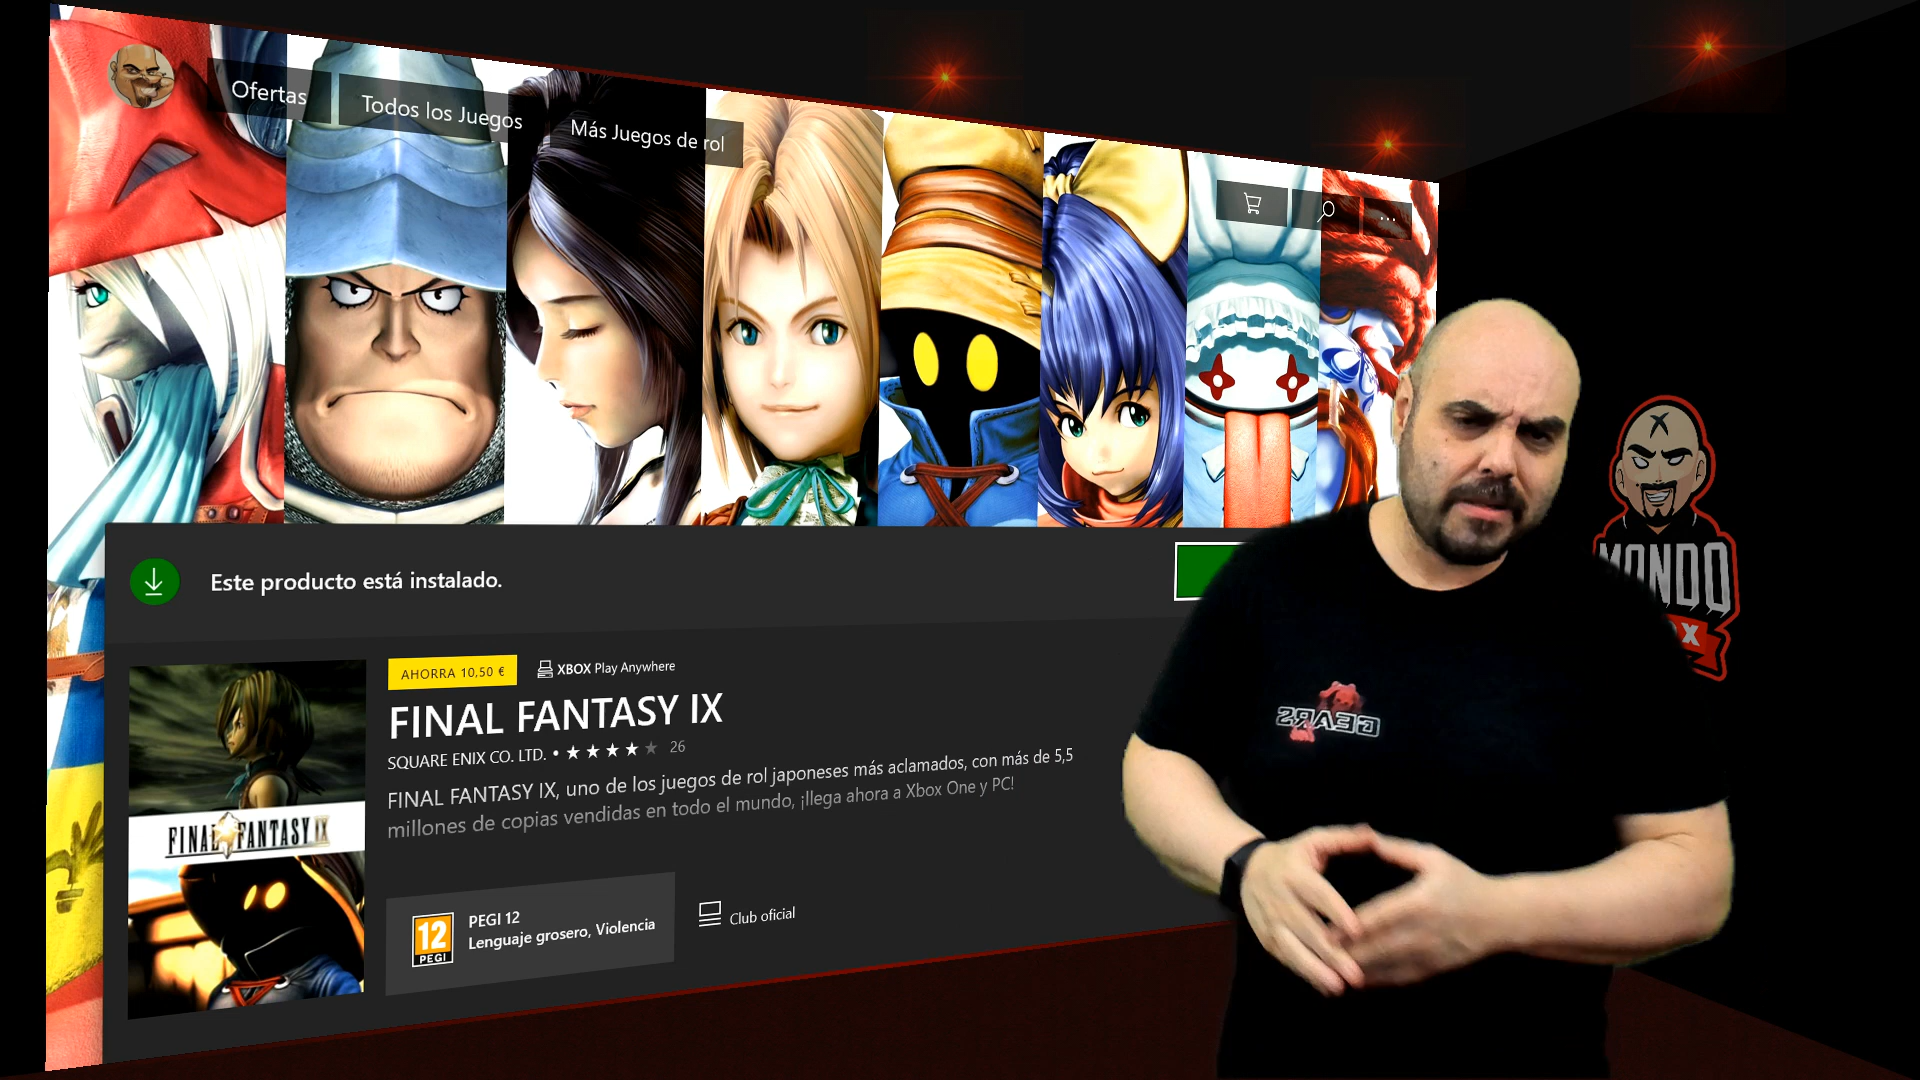 Ofertas
Todos los Juegos
Más Juegos de rol
...
Este producto está instalado.
AHORRA 10,50 €
XBOX Play Anywhere
FINAL FANTASY IX
SQUARE ENIX CO. LTD. • ★★★★★ 26
FINAL FANTASY IX, uno de los juegos de rol japoneses más aclamados, con más de 5,5
millones de copias vendidas en todo el mundo, ¡llega ahora a Xbox One y PC!
FINAL FANTASY IX
12
PEGI
PEGI 12
Lenguaje grosero, Violencia
Club oficial
GEARS
MONDO